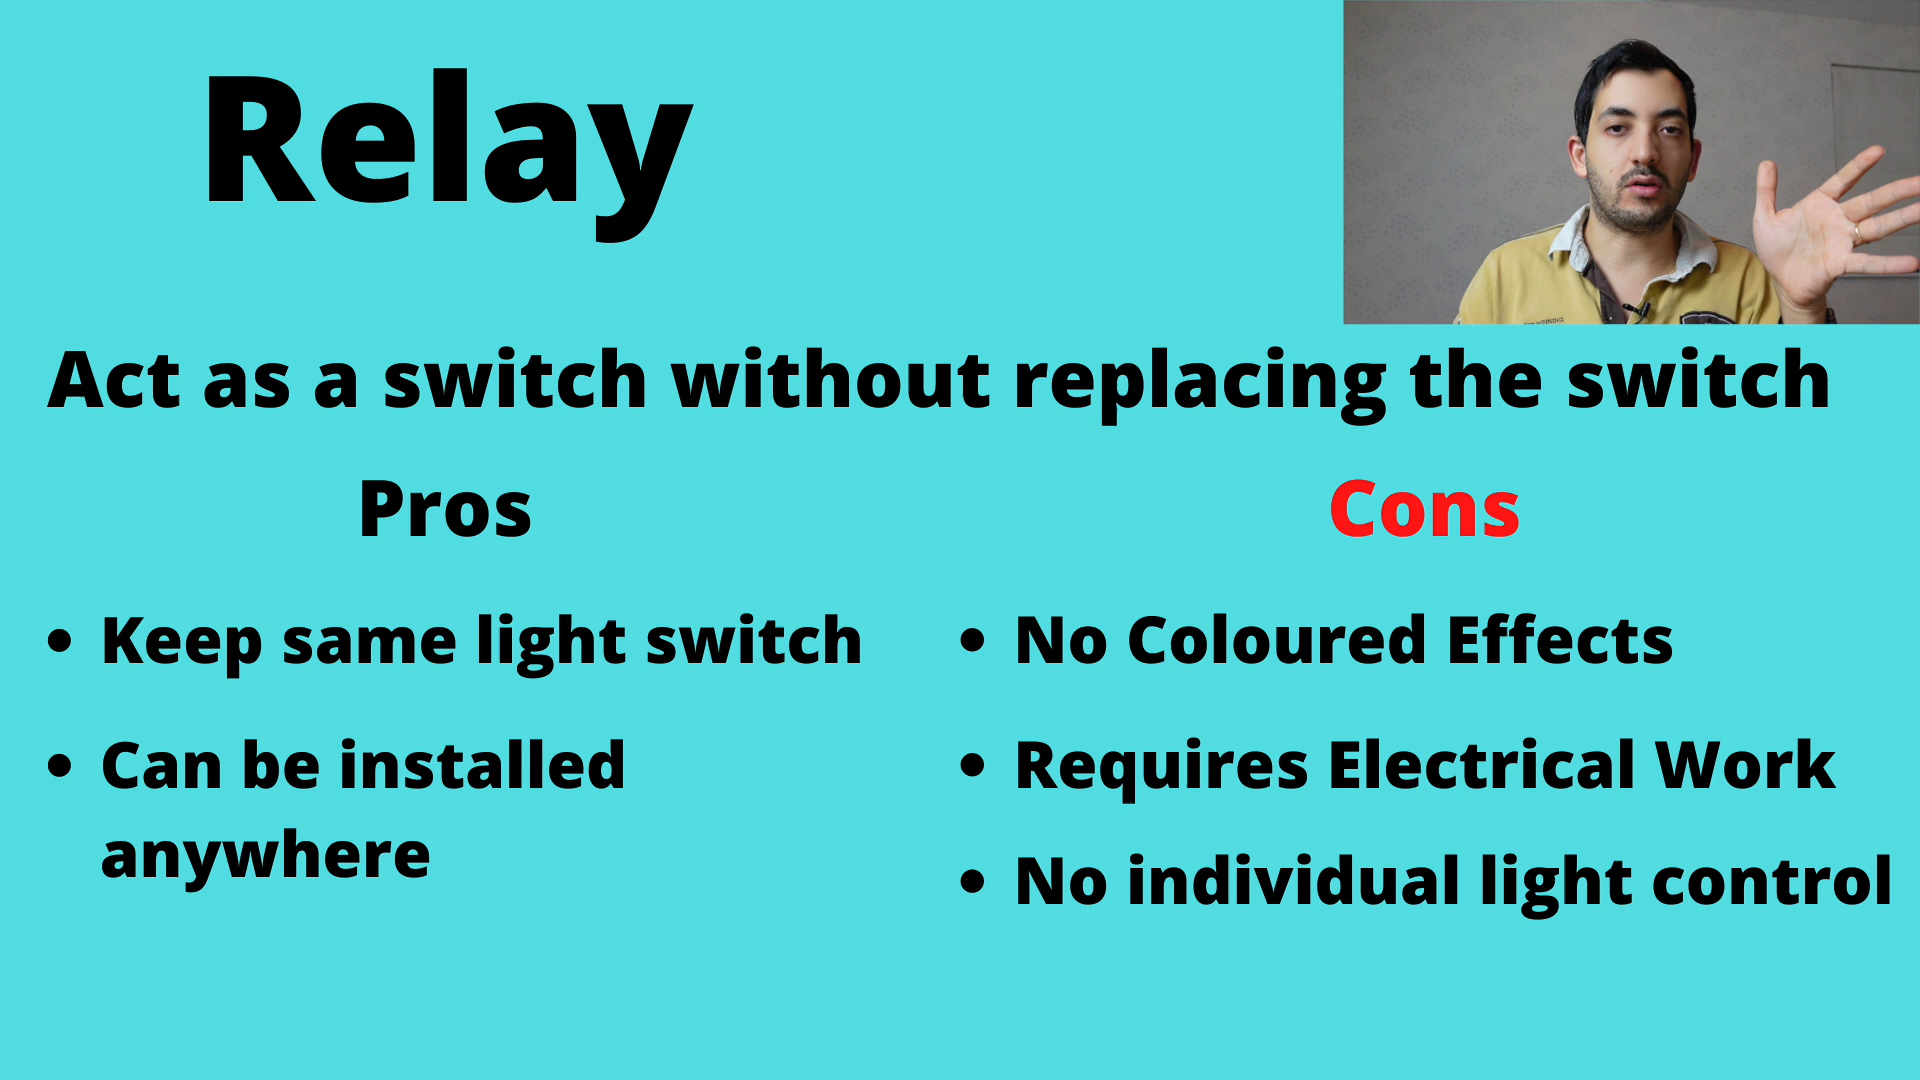 Relay
Act as a switch without replacing the switch
Pros
Keep same light switch
Can be installed
anywhere
Cons
No Coloured Effects
Requires Electrical Work
No individual light control